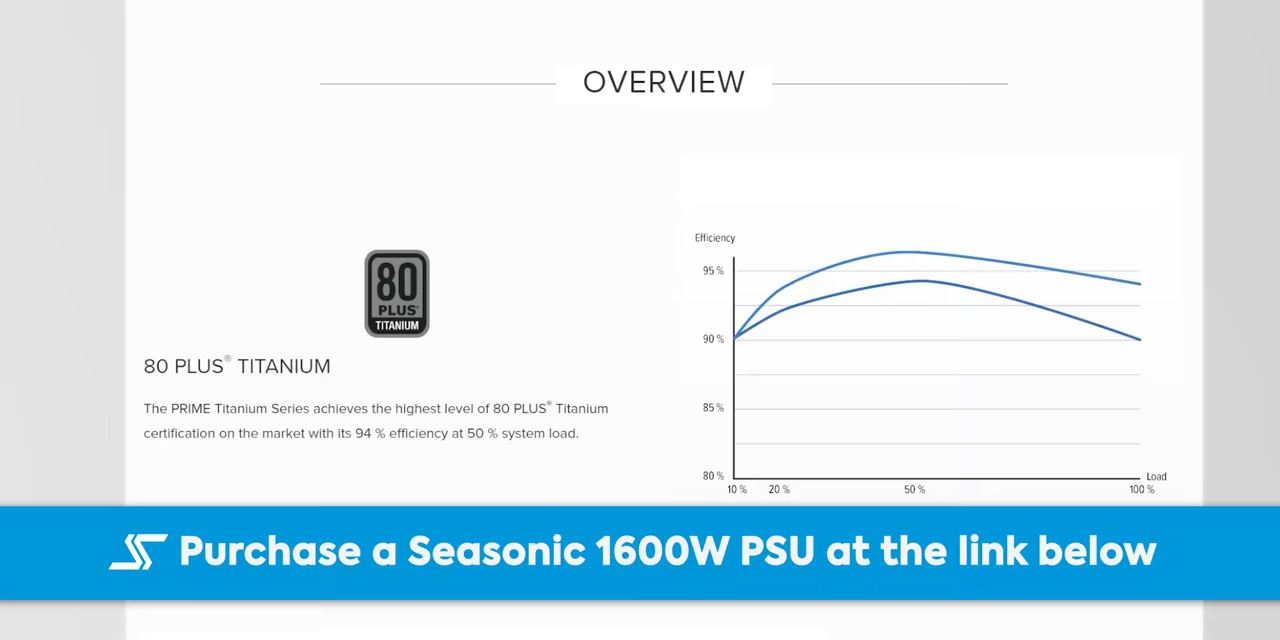 OVERVIEW
80
PLUS®
TITANIUM
80 PLUS® TITANIUM
The PRIME Titanium Series achieves the highest level of 80 PLUS® Titanium
certification on the market with its 94 % efficiency at 50 % system load.
Efficiency
95 %
90 %
85 %
80 %
10 % 20 % 50 % 100 %
Load
Purchase a Seasonic 1600W PSU at the link below